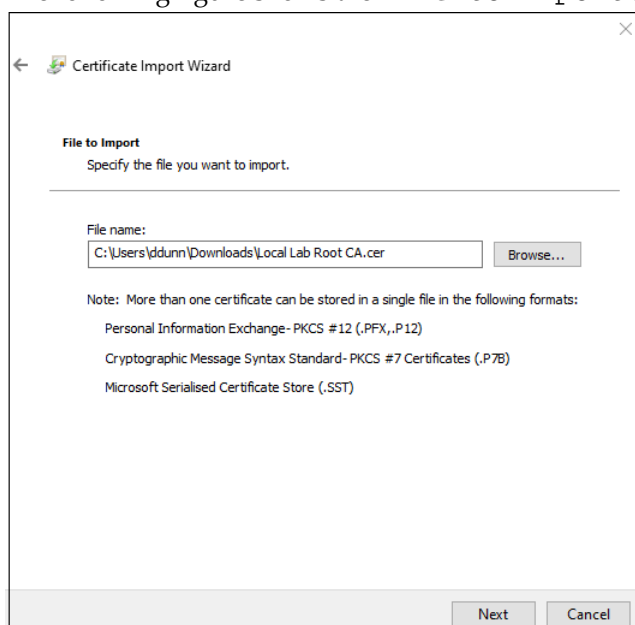 Certificate Import Wizard
File to Import
Specify the file you want to import.
File name:
C:\Users\ddunn\Downloads\Local Lab Root CA.cer
Browse...
Note: More than one certificate can be stored in a single file in the following formats:
Personal Information Exchange- PKCS #12 (.PFX,.P12)
Cryptographic Message Syntax Standard- PKCS #7 Certificates (.P7B)
Microsoft Serialised Certificate Store (.SST)
Next Cancel